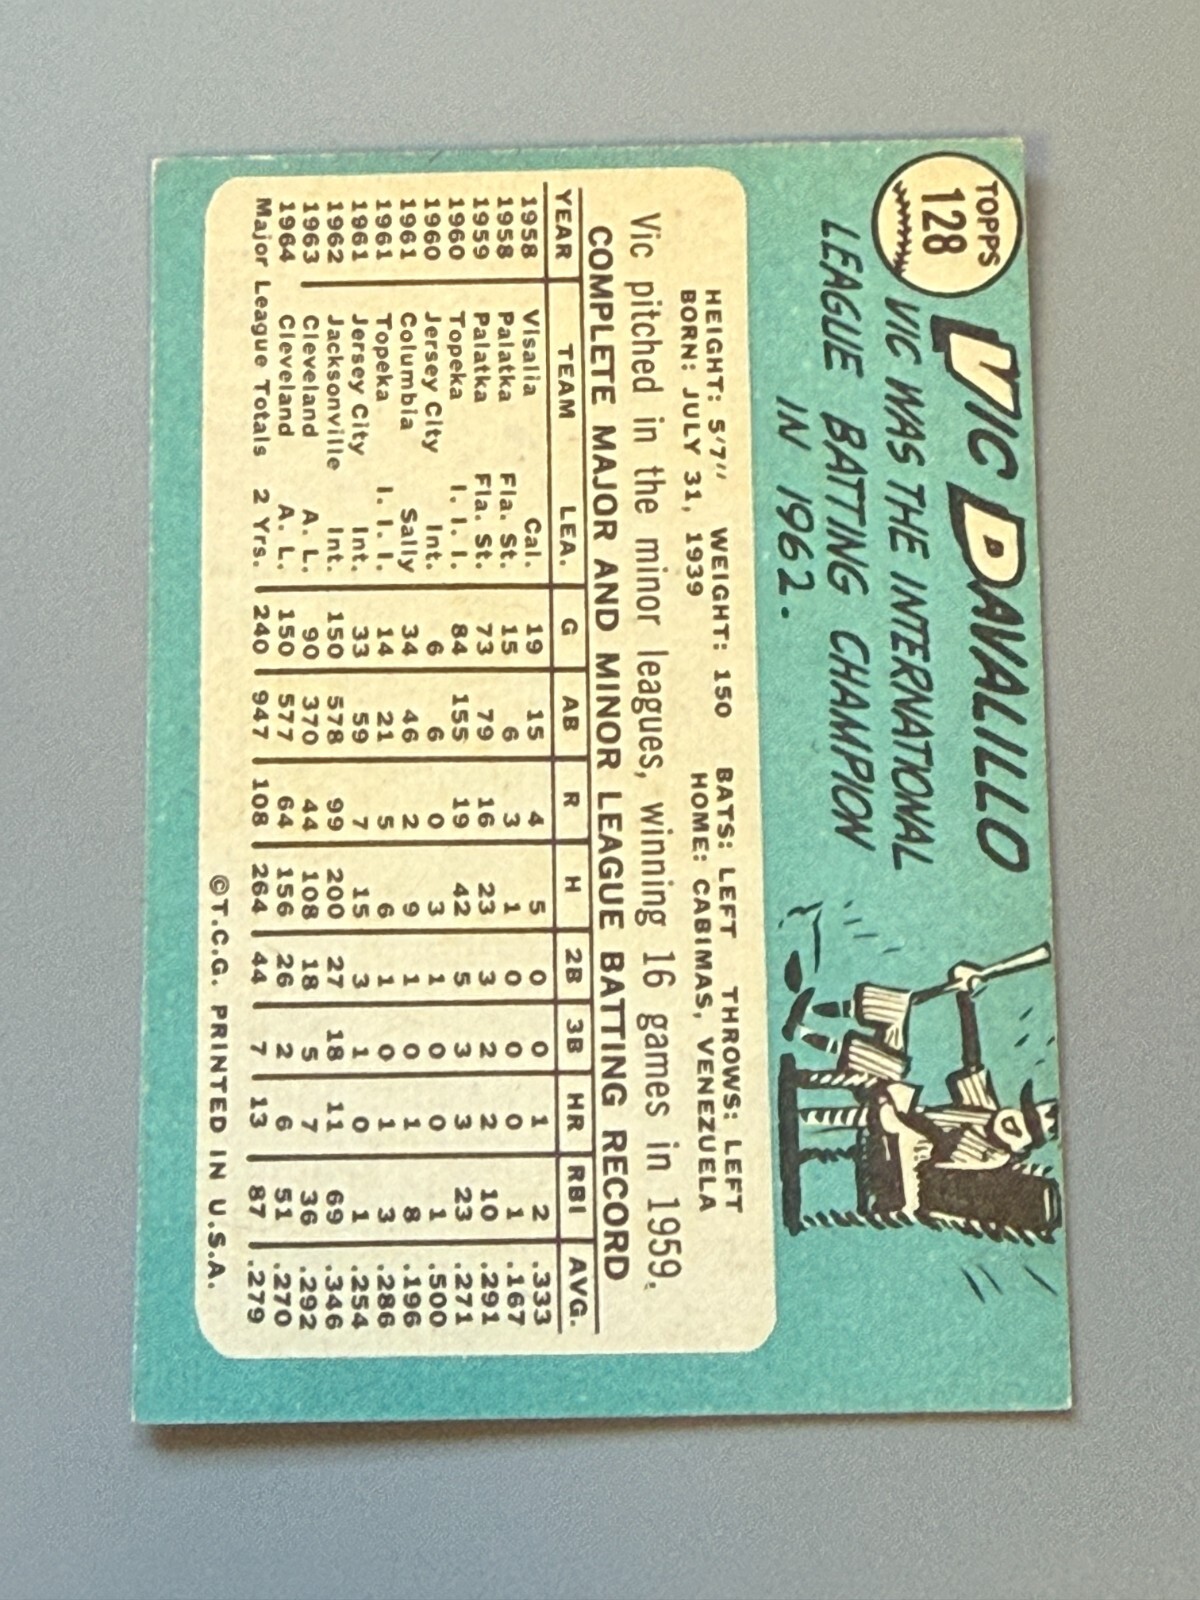 TOPPS
128
VIC DAVALILLO
VIC WAS THE INTERNATIONAL
LEAGUE BATTING CHAMPION
IN 1962.
HEIGHT: 5'7" WEIGHT: 150 BATS: LEFT THROWS: LEFT
BORN: JULY 31, 1939 HOME: CABIMAS, VENEZUELA
Vic pitched in the minor leagues, winning 16 games in 1959.
COMPLETE MAJOR AND MINOR LEAGUE BATTING RECORD
YEAR TEAM LEA. G AB R H 2B 3B HR RBI AVG.
1958 Visalia Cal. 19 15 4 5 0 0 1 2 .333
1958 Palatka Fla. St. 15 6 3 1 0 0 0 1 .167
1959 Palatka Fla. St. 73 79 16 23 3 2 2 10 .291
1960 Topeka I. I. I. 84 155 19 42 5 3 3 23 .271
1960 Jersey City Int. 6 6 0 3 1 0 0 1 .500
1961 Columbia Sally 34 46 2 9 1 0 1 8 .196
1961 Topeka I. I. I. 14 21 5 6 1 0 1 3 .286
1961 Jersey City Int. 33 59 7 15 3 1 0 1 .254
1962 Jacksonville Int. 150 578 99 200 27 18 11 69 .346
1963 Cleveland A. L. 90 370 44 108 18 5 7 36 .292
1964 Cleveland A. L. 150 577 64 156 26 2 6 51 .270
Major League Totals 2 Yrs. 240 947 108 264 44 7 13 87 .279
©T.C.G. PRINTED IN U.S.A.